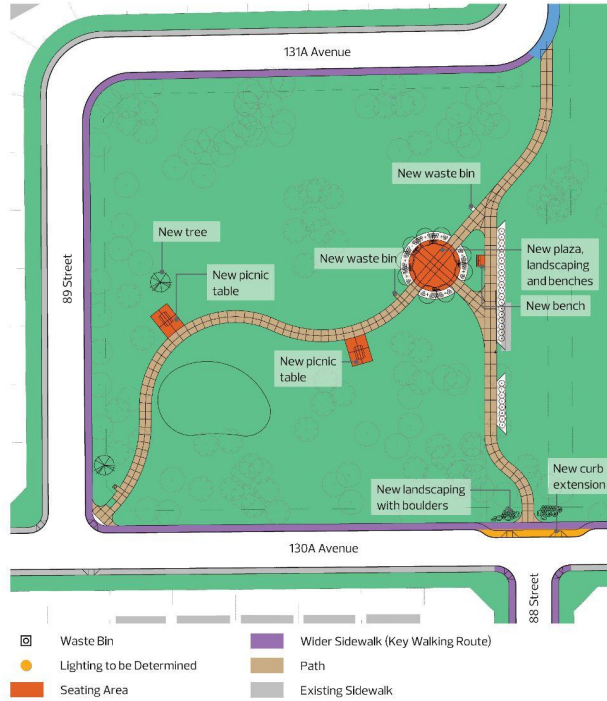 131A Avenue
New waste bin
New tree
New plaza,
landscaping
and benches
New waste bin
89 Street
New picnic
table
New bench
New picnic
table
New curb
extension
New landscaping
with boulders
130A Avenue
88 Street
Waste Bin
Wider Sidewalk (Key Walking Route)
Lighting to be Determined
Path
Seating Area
Existing Sidewalk